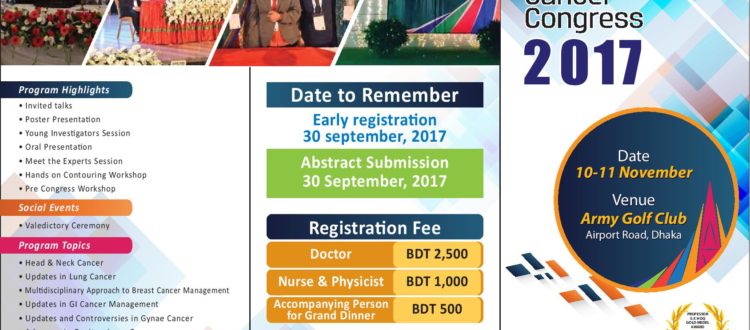 Program Highlights
• Invited talks
• Poster Presentation
• Young Investigators Session
• Oral Presentation
• Meet the Experts Session
• Hands on Contouring Workshop
• Pre Congress Workshop
Social Events
• Valedictory Ceremony
Program Topics
• Head & Neck Cancer
• Updates in Lung Cancer
• Multidisciplinary Approach to Breast Cancer Management
• Updates in GI Cancer Management
• Updates and Controversies in Gynae Cancer
Date to Remember
Early registration
30 september, 2017
Abstract Submission
30 September, 2017
Registration Fee
Doctor BDT 2,500
Nurse & Physicist BDT 1,000
Accompanying Person
for Grand Dinner BDT 500
Cancer
Congress
2017
Date
10-11 November
Venue
Army Golf Club
Airport Road, Dhaka
PROFESSOR
GOLD MEDEL
AWARD